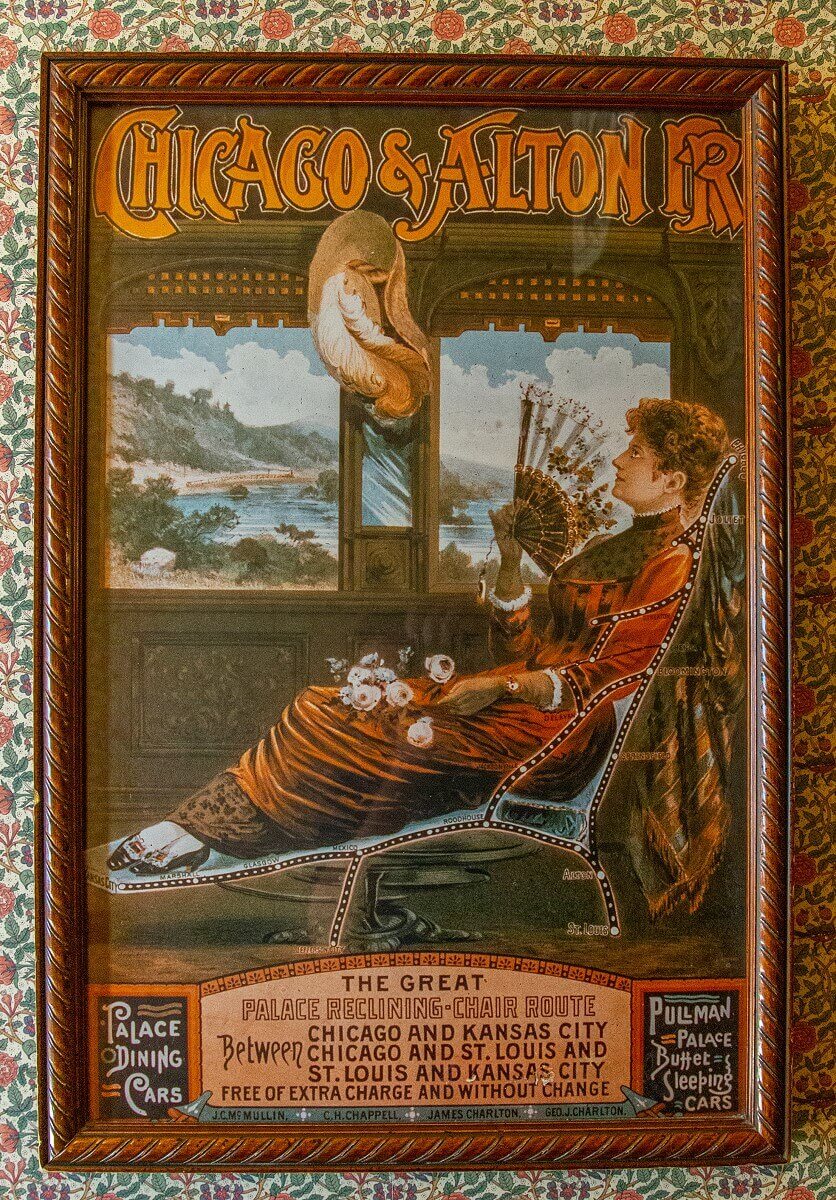 CHICAGO & ALTON RR
CHICAGO
JOLIET
BLOOMINGTON
ROODHOUSE
MEXICO
GLASGOW
MARSHALL
ALTON
ST. LOUIS
THE GREAT
PALACE RECLINING-CHAIR ROUTE
Between
CHICAGO AND KANSAS CITY
CHICAGO AND ST. LOUIS AND
ST. LOUIS AND KANSAS CITY
FREE OF EXTRA CHARGE AND WITHOUT CHANGE
J.C. McMULLIN, C.H. CHAPPELL, JAMES CHARLTON, GEO. J. CHARLTON.
PALACE
DINING
CARS
PULLMAN
PALACE
Buffet
Sleeping
CARS